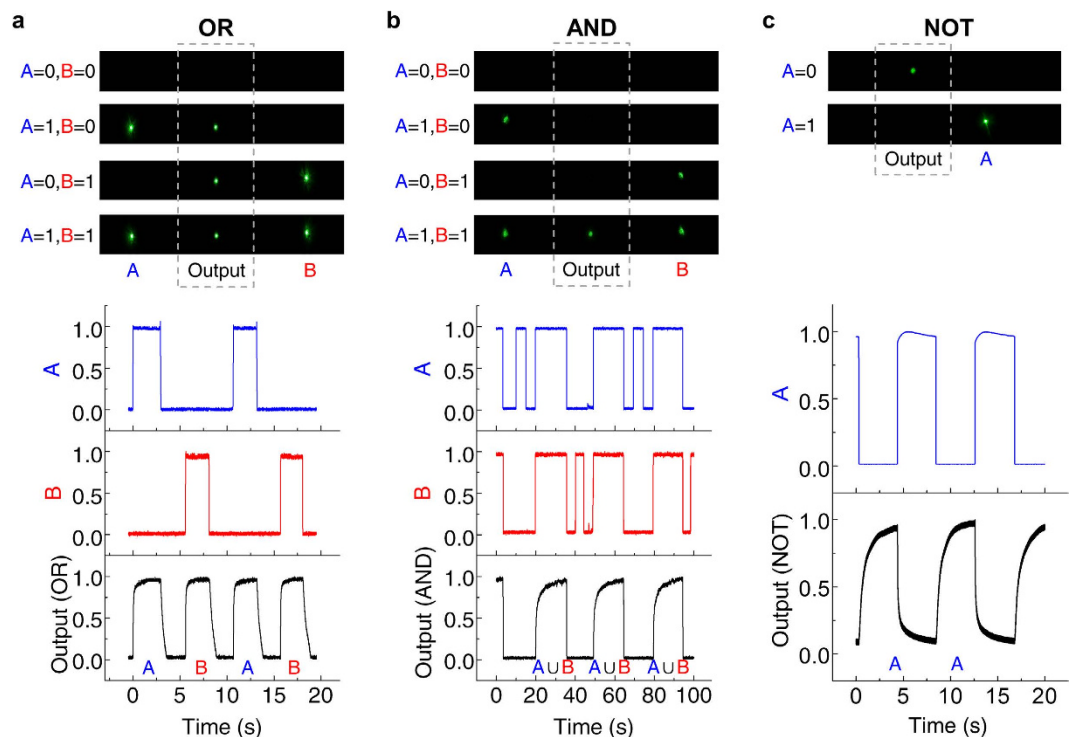 a
OR
A=0,B=0
A=1,B=0
A=0,B=1
A=1,B=1
A
Output
B
1.0
0.5
0.0
A
1.0
0.5
0.0
B
1.0
0.5
0.0
Output (OR)
A B A B
0 5 10 15 20
Time (s)
b
AND
A=0,B=0
A=1,B=0
A=0,B=1
A=1,B=1
A
Output
B
1.0
0.5
0.0
A
1.0
0.5
0.0
B
1.0
0.5
0.0
Output (AND)
A∪B A∪B A∪B
0 20 40 60 80 100
Time (s)
c
NOT
A=0
A=1
Output
A
1.0
0.5
0.0
A
1.0
0.5
0.0
Output (NOT)
A A
0 5 10 15 20
Time (s)